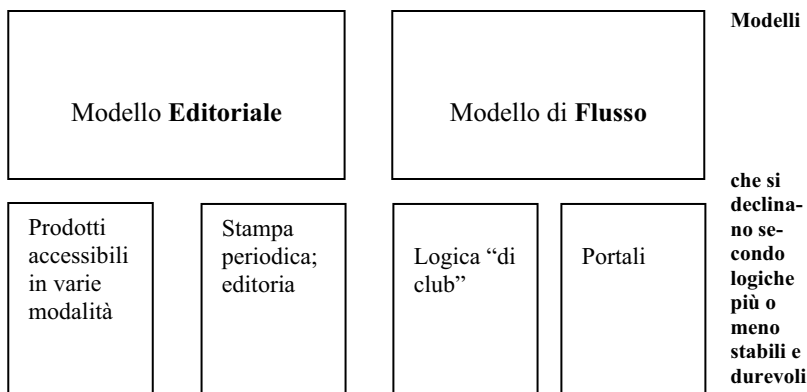 Modelli
Modello Editoriale
Modello di Flusso
che si
declina-
no se-
condo
logiche
più o
meno
stabili e
durevoli
Prodotti
accessibili
in varie
modalità
Stampa
periodica;
editoria
Logica “di
club”
Portali